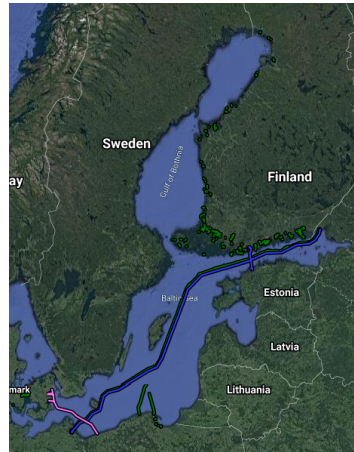 Sweden
Gulf of Bothnia
Finland
ay
Baltic Sea
Estonia
Latvia
mark
Lithuania